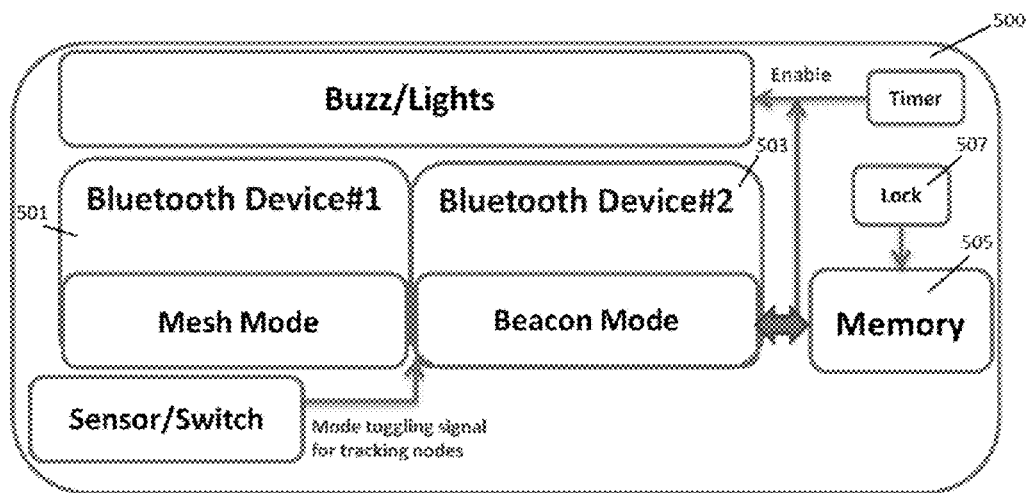 500
Buzz/Lights
Enable
Timer
503
507
Bluetooth Device#1
Bluetooth Device#2
Lock
501
505
Mesh Mode
Beacon Mode
Memory
Sensor/Switch
Mode toggling signal
for tracking nodes